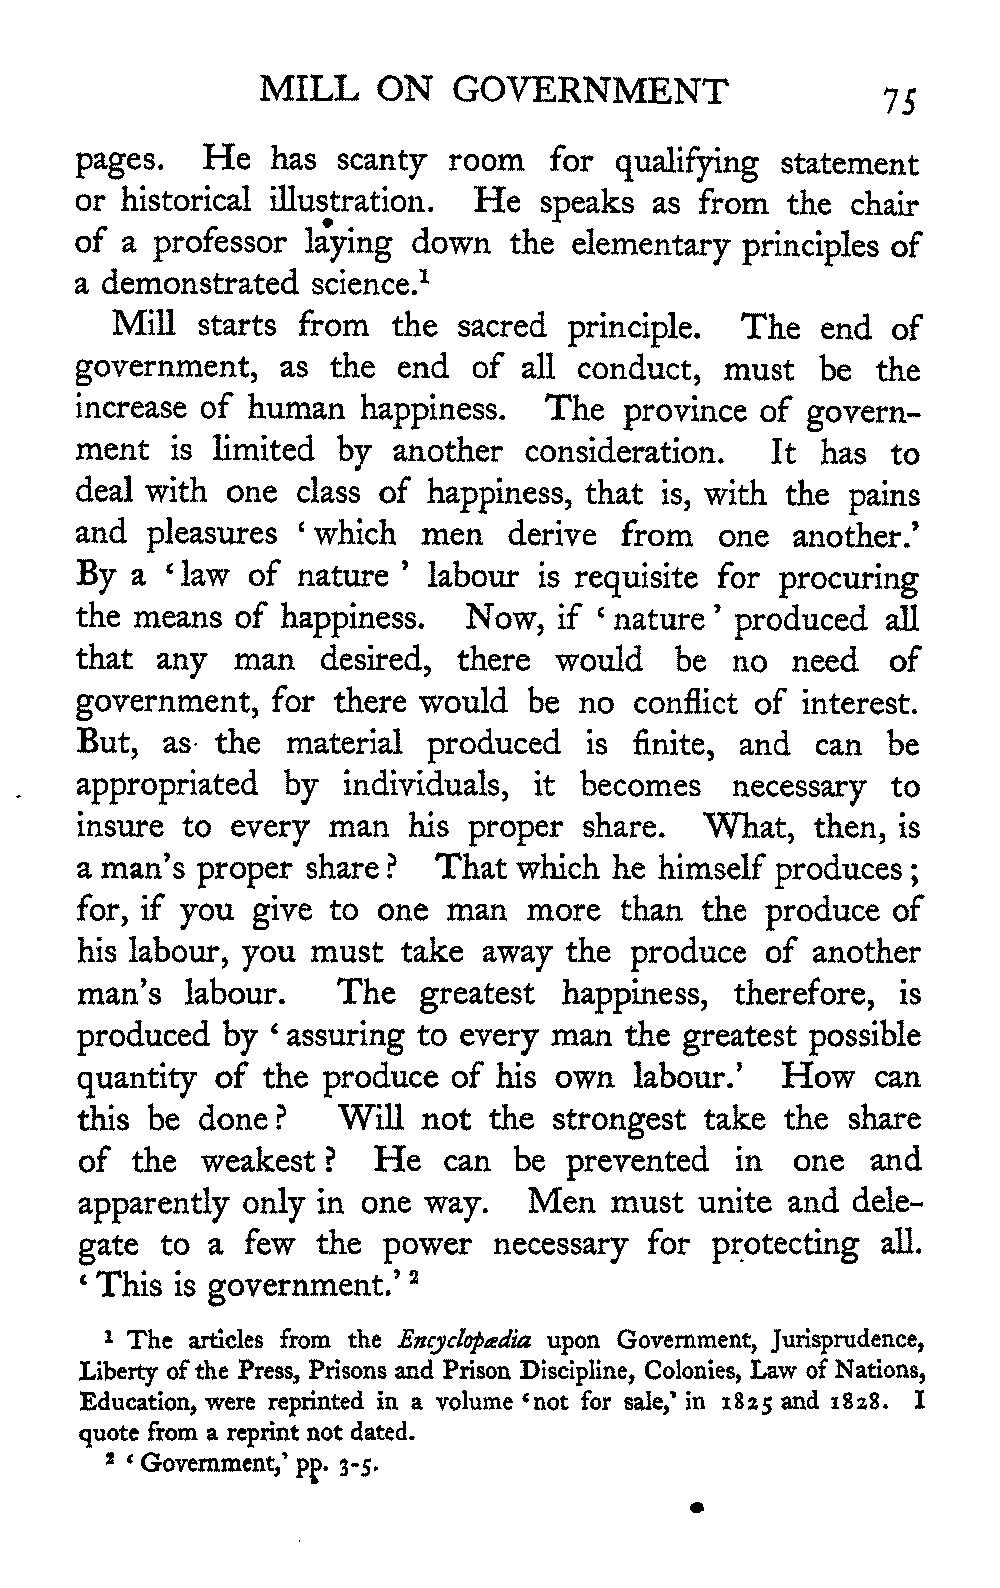 MILL ON GOVERNMENT 75
pages. He has scanty room for qualifying statement
or historical illustration. He speaks as from the chair
of a professor laying down the elementary principles of
a demonstrated science.¹
Mill starts from the sacred principle. The end of
government, as the end of all conduct, must be the
increase of human happiness. The province of govern-
ment is limited by another consideration. It has to
deal with one class of happiness, that is, with the pains
and pleasures ‘ which men derive from one another.’
By a ‘ law of nature ’ labour is requisite for procuring
the means of happiness. Now, if ‘ nature ’ produced all
that any man desired, there would be no need of
government, for there would be no conflict of interest.
But, as the material produced is finite, and can be
appropriated by individuals, it becomes necessary to
insure to every man his proper share. What, then, is
a man’s proper share ? That which he himself produces ;
for, if you give to one man more than the produce of
his labour, you must take away the produce of another
man’s labour. The greatest happiness, therefore, is
produced by ‘ assuring to every man the greatest possible
quantity of the produce of his own labour.’ How can
this be done ? Will not the strongest take the share
of the weakest ? He can be prevented in one and
apparently only in one way. Men must unite and dele-
gate to a few the power necessary for protecting all.
‘ This is government.’ ²
¹ The articles from the Encyclopædia upon Government, Jurisprudence,
Liberty of the Press, Prisons and Prison Discipline, Colonies, Law of Nations,
Education, were reprinted in a volume ‘not for sale,’ in 1825 and 1828. I
quote from a reprint not dated.
² ‘ Government,’ pp. 3-5.